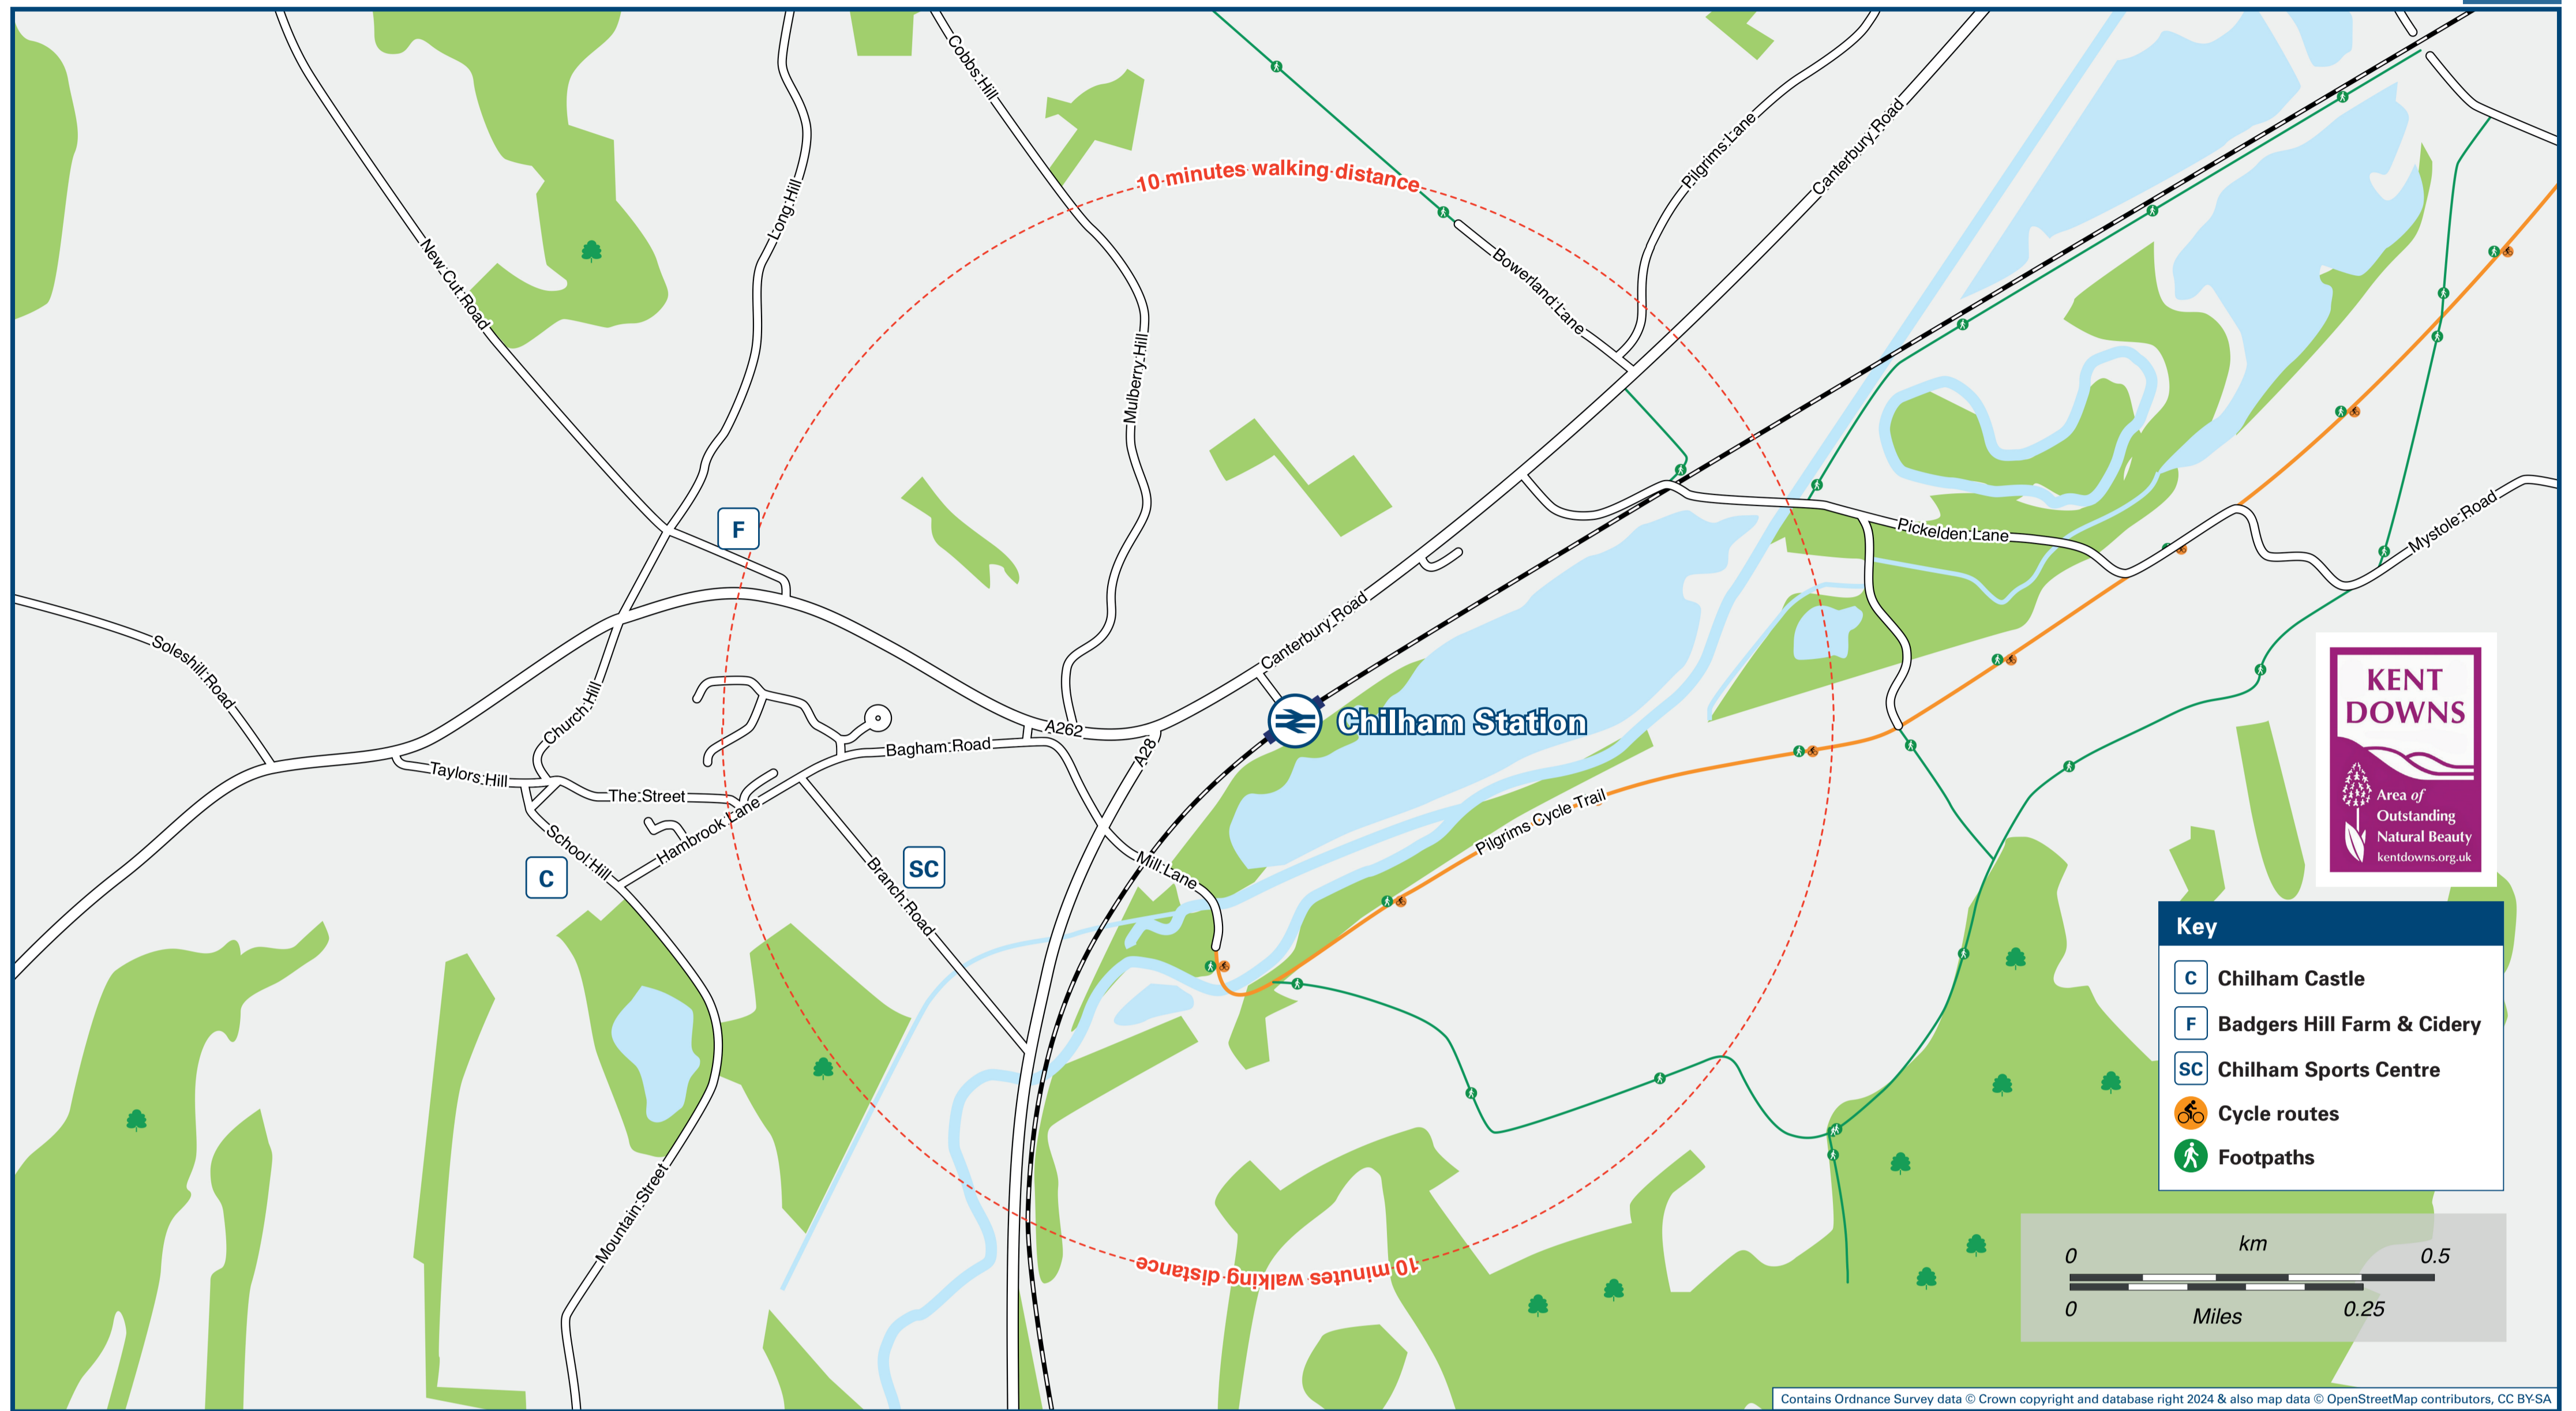 Cobbs Hill
10 minutes walking distance
Pilgrims Lane
Canterbury Road
Long Hill
New Cut Road
Bowerland Lane
Mulberry Hill
F
Pickelden Lane
Mystole Road
Canterbury Road
Soleshill Road
Church Hill
A262
Chilham Station
Bagham Road
A28
Taylors Hill
The Street
Hambrook Lane
School Hill
C
SC
Branch Road
Mill Lane
Pilgrims Cycle Trail
Mountain Street
10 minutes walking distance
KENT
DOWNS
Area of
Outstanding
Natural Beauty
kentdowns.org.uk
Key
C Chilham Castle
F Badgers Hill Farm & Cidery
SC Chilham Sports Centre
Cycle routes
Footpaths
km
0 0.5
0 0.25
Miles
Contains Ordnance Survey data © Crown copyright and database right 2024 & also map data © OpenStreetMap contributors, CC BY-SA